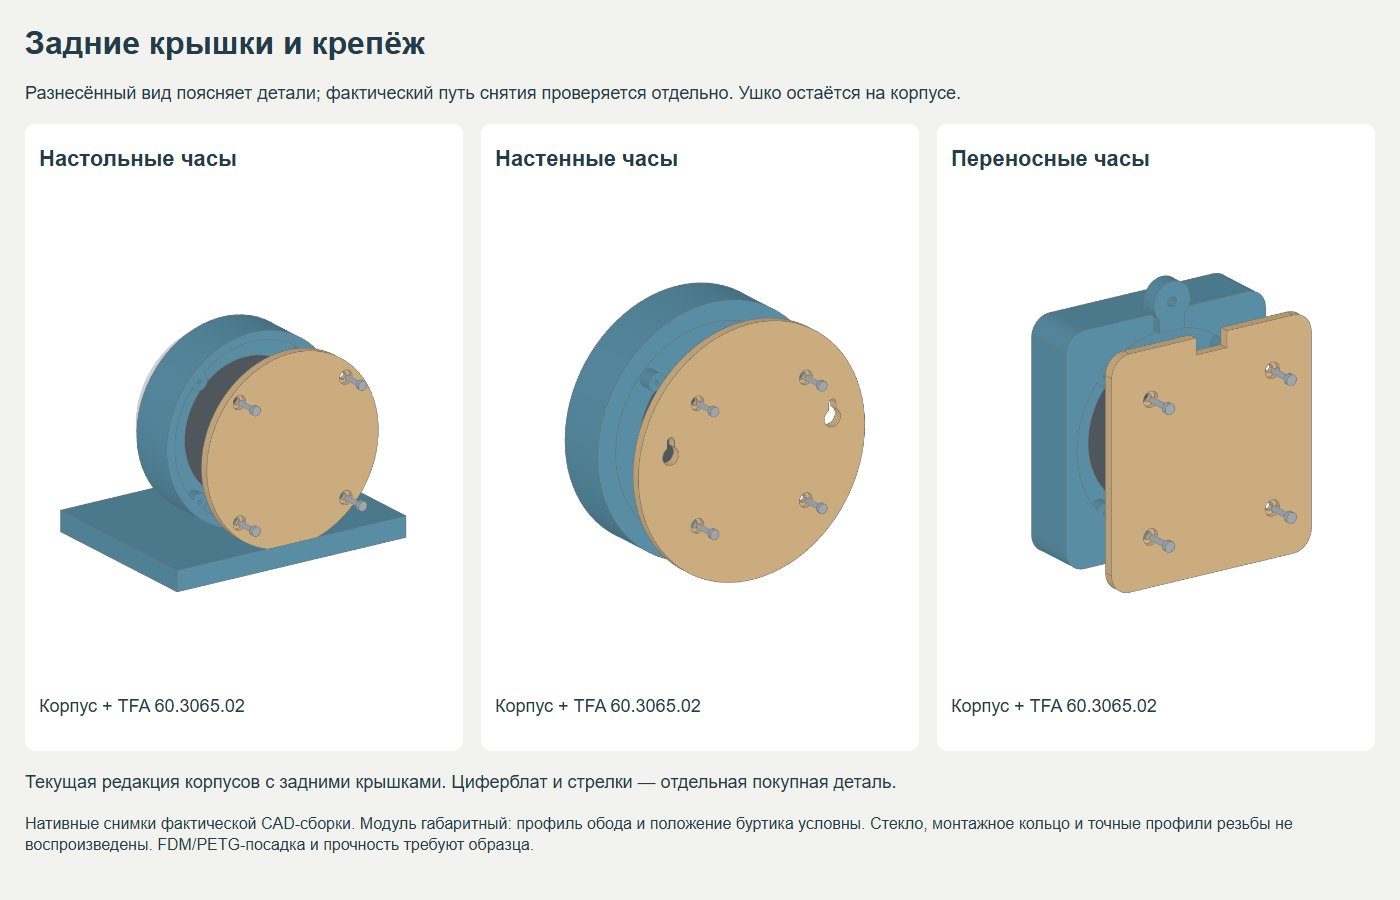 Задние крышки и крепёж
Разнесённый вид поясняет детали; фактический путь снятия проверяется отдельно. Ушко остаётся на корпусе.
Настольные часы
Настенные часы
Переносные часы
Корпус + TFA 60.3065.02
Корпус + TFA 60.3065.02
Корпус + TFA 60.3065.02
Текущая редакция корпусов с задними крышками. Циферблат и стрелки — отдельная покупная деталь.
Нативные снимки фактической CAD-сборки. Модуль габаритный: профиль обода и положение буртика условны. Стекло, монтажное кольцо и точные профили резьбы не
воспроизведены. FDM/PETG-посадка и прочность требуют образца.